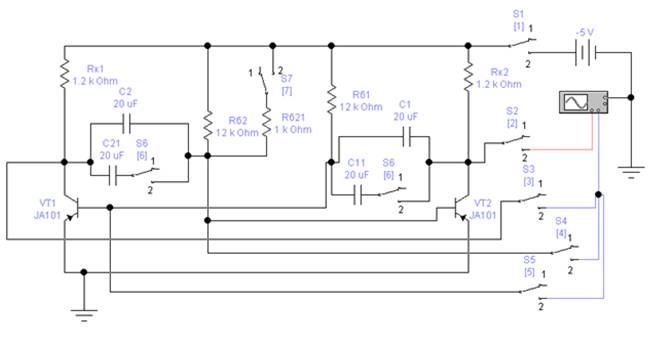 S1
[1]
1
2
-5 V
Rк1
1.2 k Ohm
C2
20 uF
C21
20 uF
S6
[6]
1
2
Rб2
12 k Ohm
1
2
S7
[7]
Rб21
1 k Ohm
Rб1
12 k Ohm
C1
20 uF
C11
20 uF
S6
[6]
1
2
Rк2
1.2 k Ohm
S2
[2]
1
2
S3
[3]
1
2
S4
[4]
1
2
S5
[5]
1
2
VT1
JA101
VT2
JA101